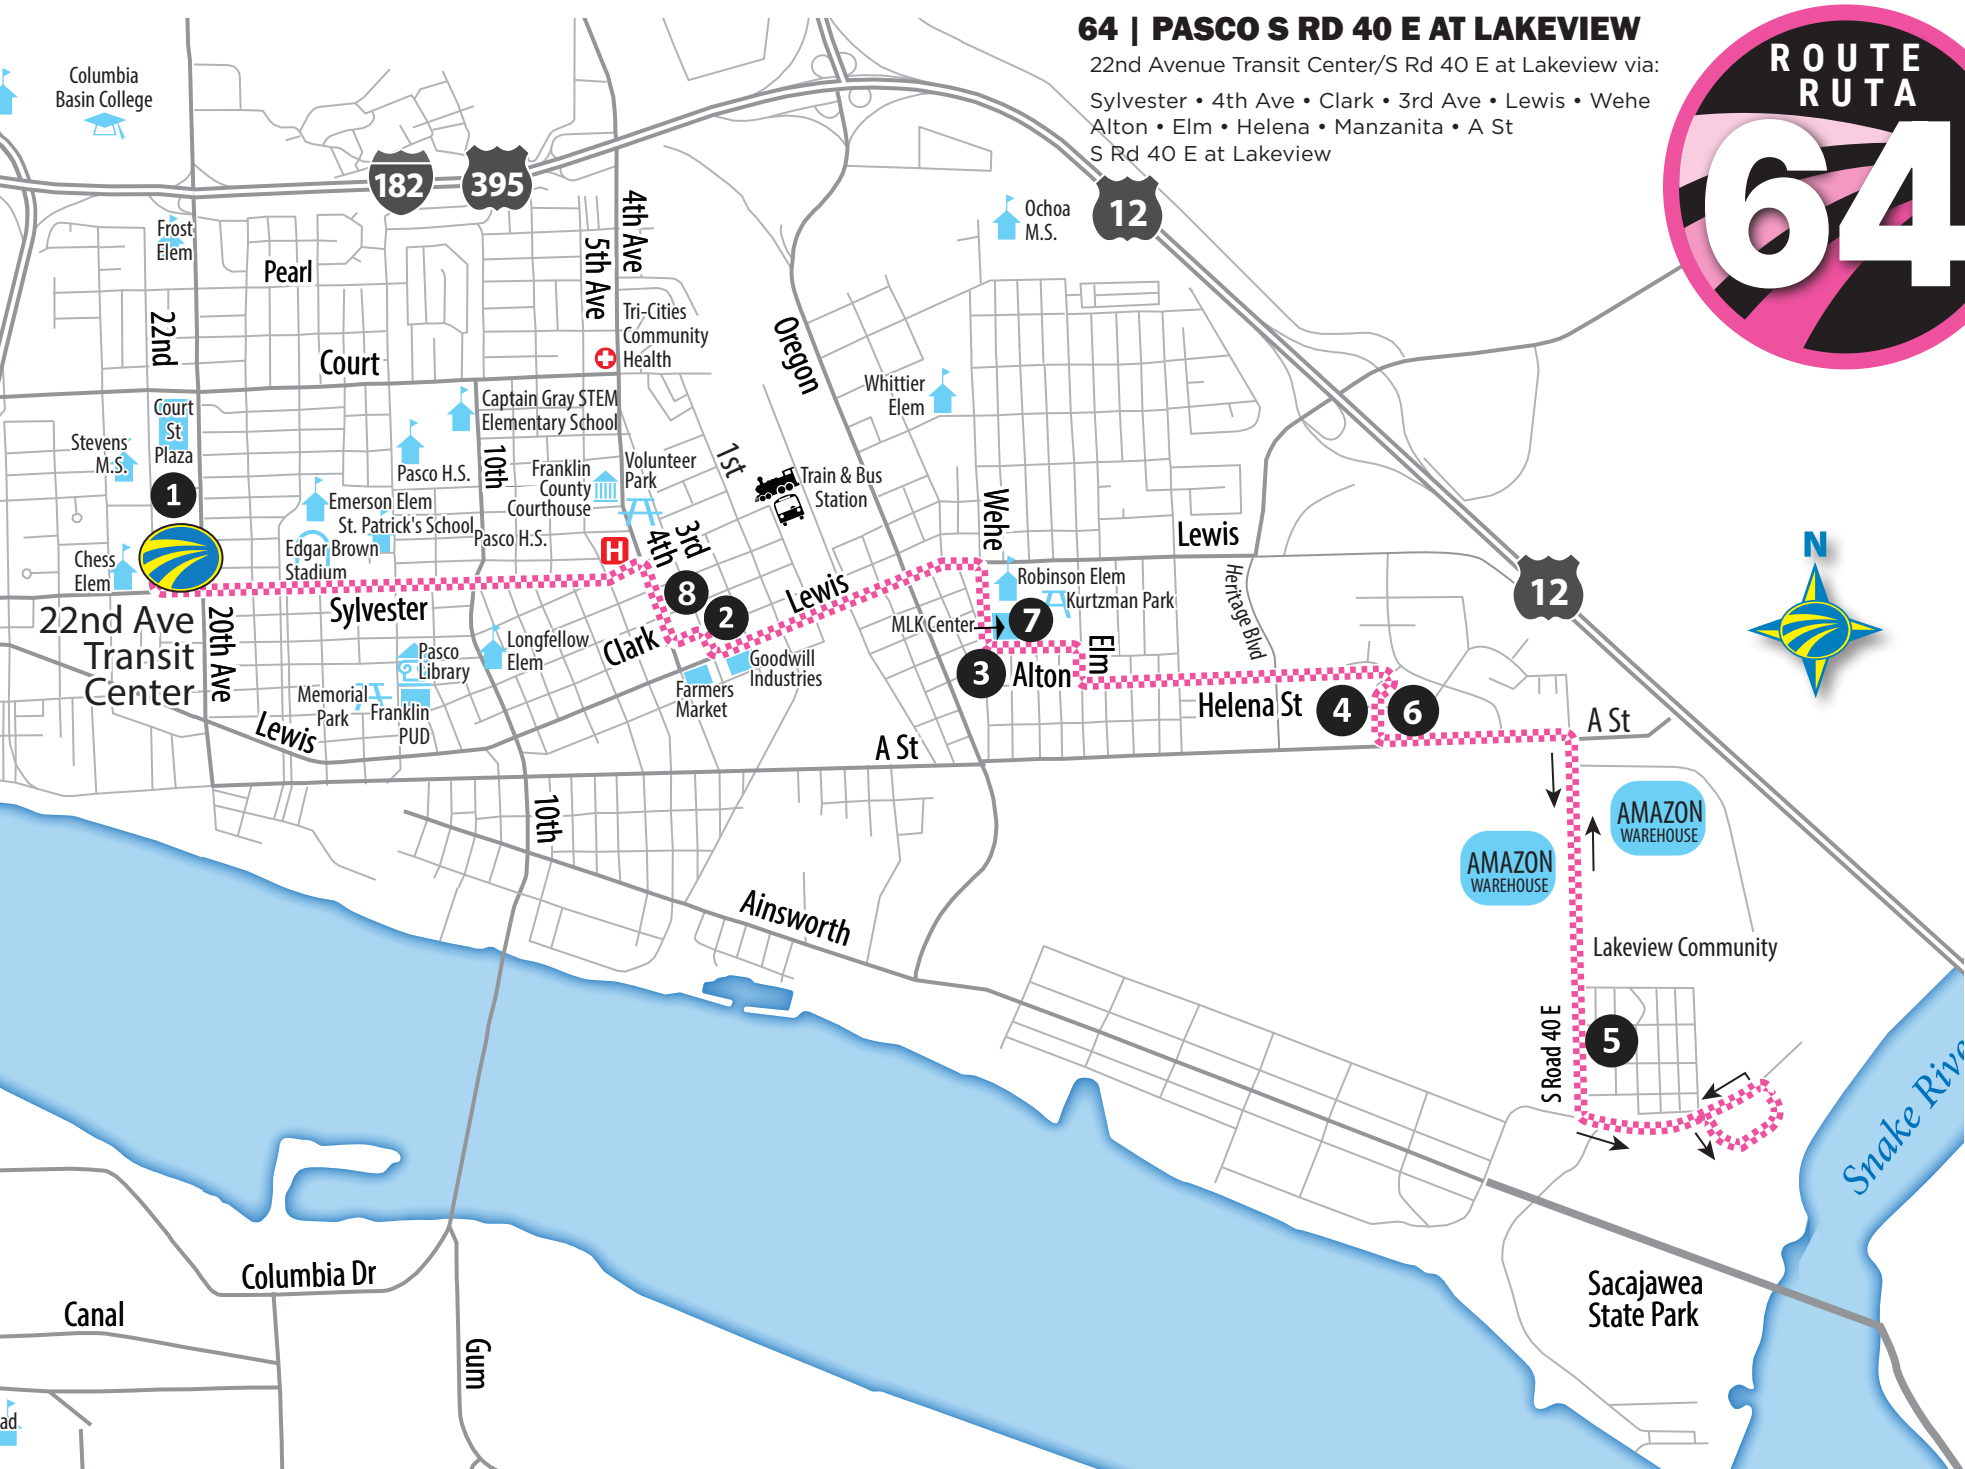 64 | PASCO S RD 40 E AT LAKEVIEW
22nd Avenue Transit Center/S Rd 40 E at Lakeview via:
Sylvester • 4th Ave • Clark • 3rd Ave • Lewis • Wehe
Alton • Elm • Helena • Manzanita • A St
S Rd 40 E at Lakeview
ROUTE
RUTA
64
Columbia
Basin College
182
395
12
Ochoa
M.S.
4th Ave
5th Ave
Frost
Elem
Pearl
22nd
Tri-Cities
Community
Health
Oregon
Court
Whittier
Elem
Captain Gray STEM
Elementary School
Court
St
Plaza
Stevens
M.S.
Pasco H.S.
10th
1st
Volunteer
Park
Franklin
County
Courthouse
Train & Bus
Station
1
Emerson Elem
St. Patrick's School
Pasco H.S.
Edgar Brown
Stadium
H
3rd
4th
Wehe
Lewis
Chess
Elem
Robinson Elem
Kurtzman Park
Heritage Blvd
12
N
22nd Ave
Transit
Center
20th Ave
Sylvester
8
2
Lewis
MLK Center
7
Clark
Longfellow
Elem
Pasco
Library
Goodwill
Industries
Farmers
Market
3
Alton
Elm
Memorial
Park
Franklin
PUD
Helena St
4
6
A St
Lewis
A St
10th
AMAZON
WAREHOUSE
AMAZON
WAREHOUSE
Ainsworth
Lakeview Community
S Road 40 E
5
Snake Rive
Columbia Dr
Canal
Gum
Sacajawea
State Park
ad